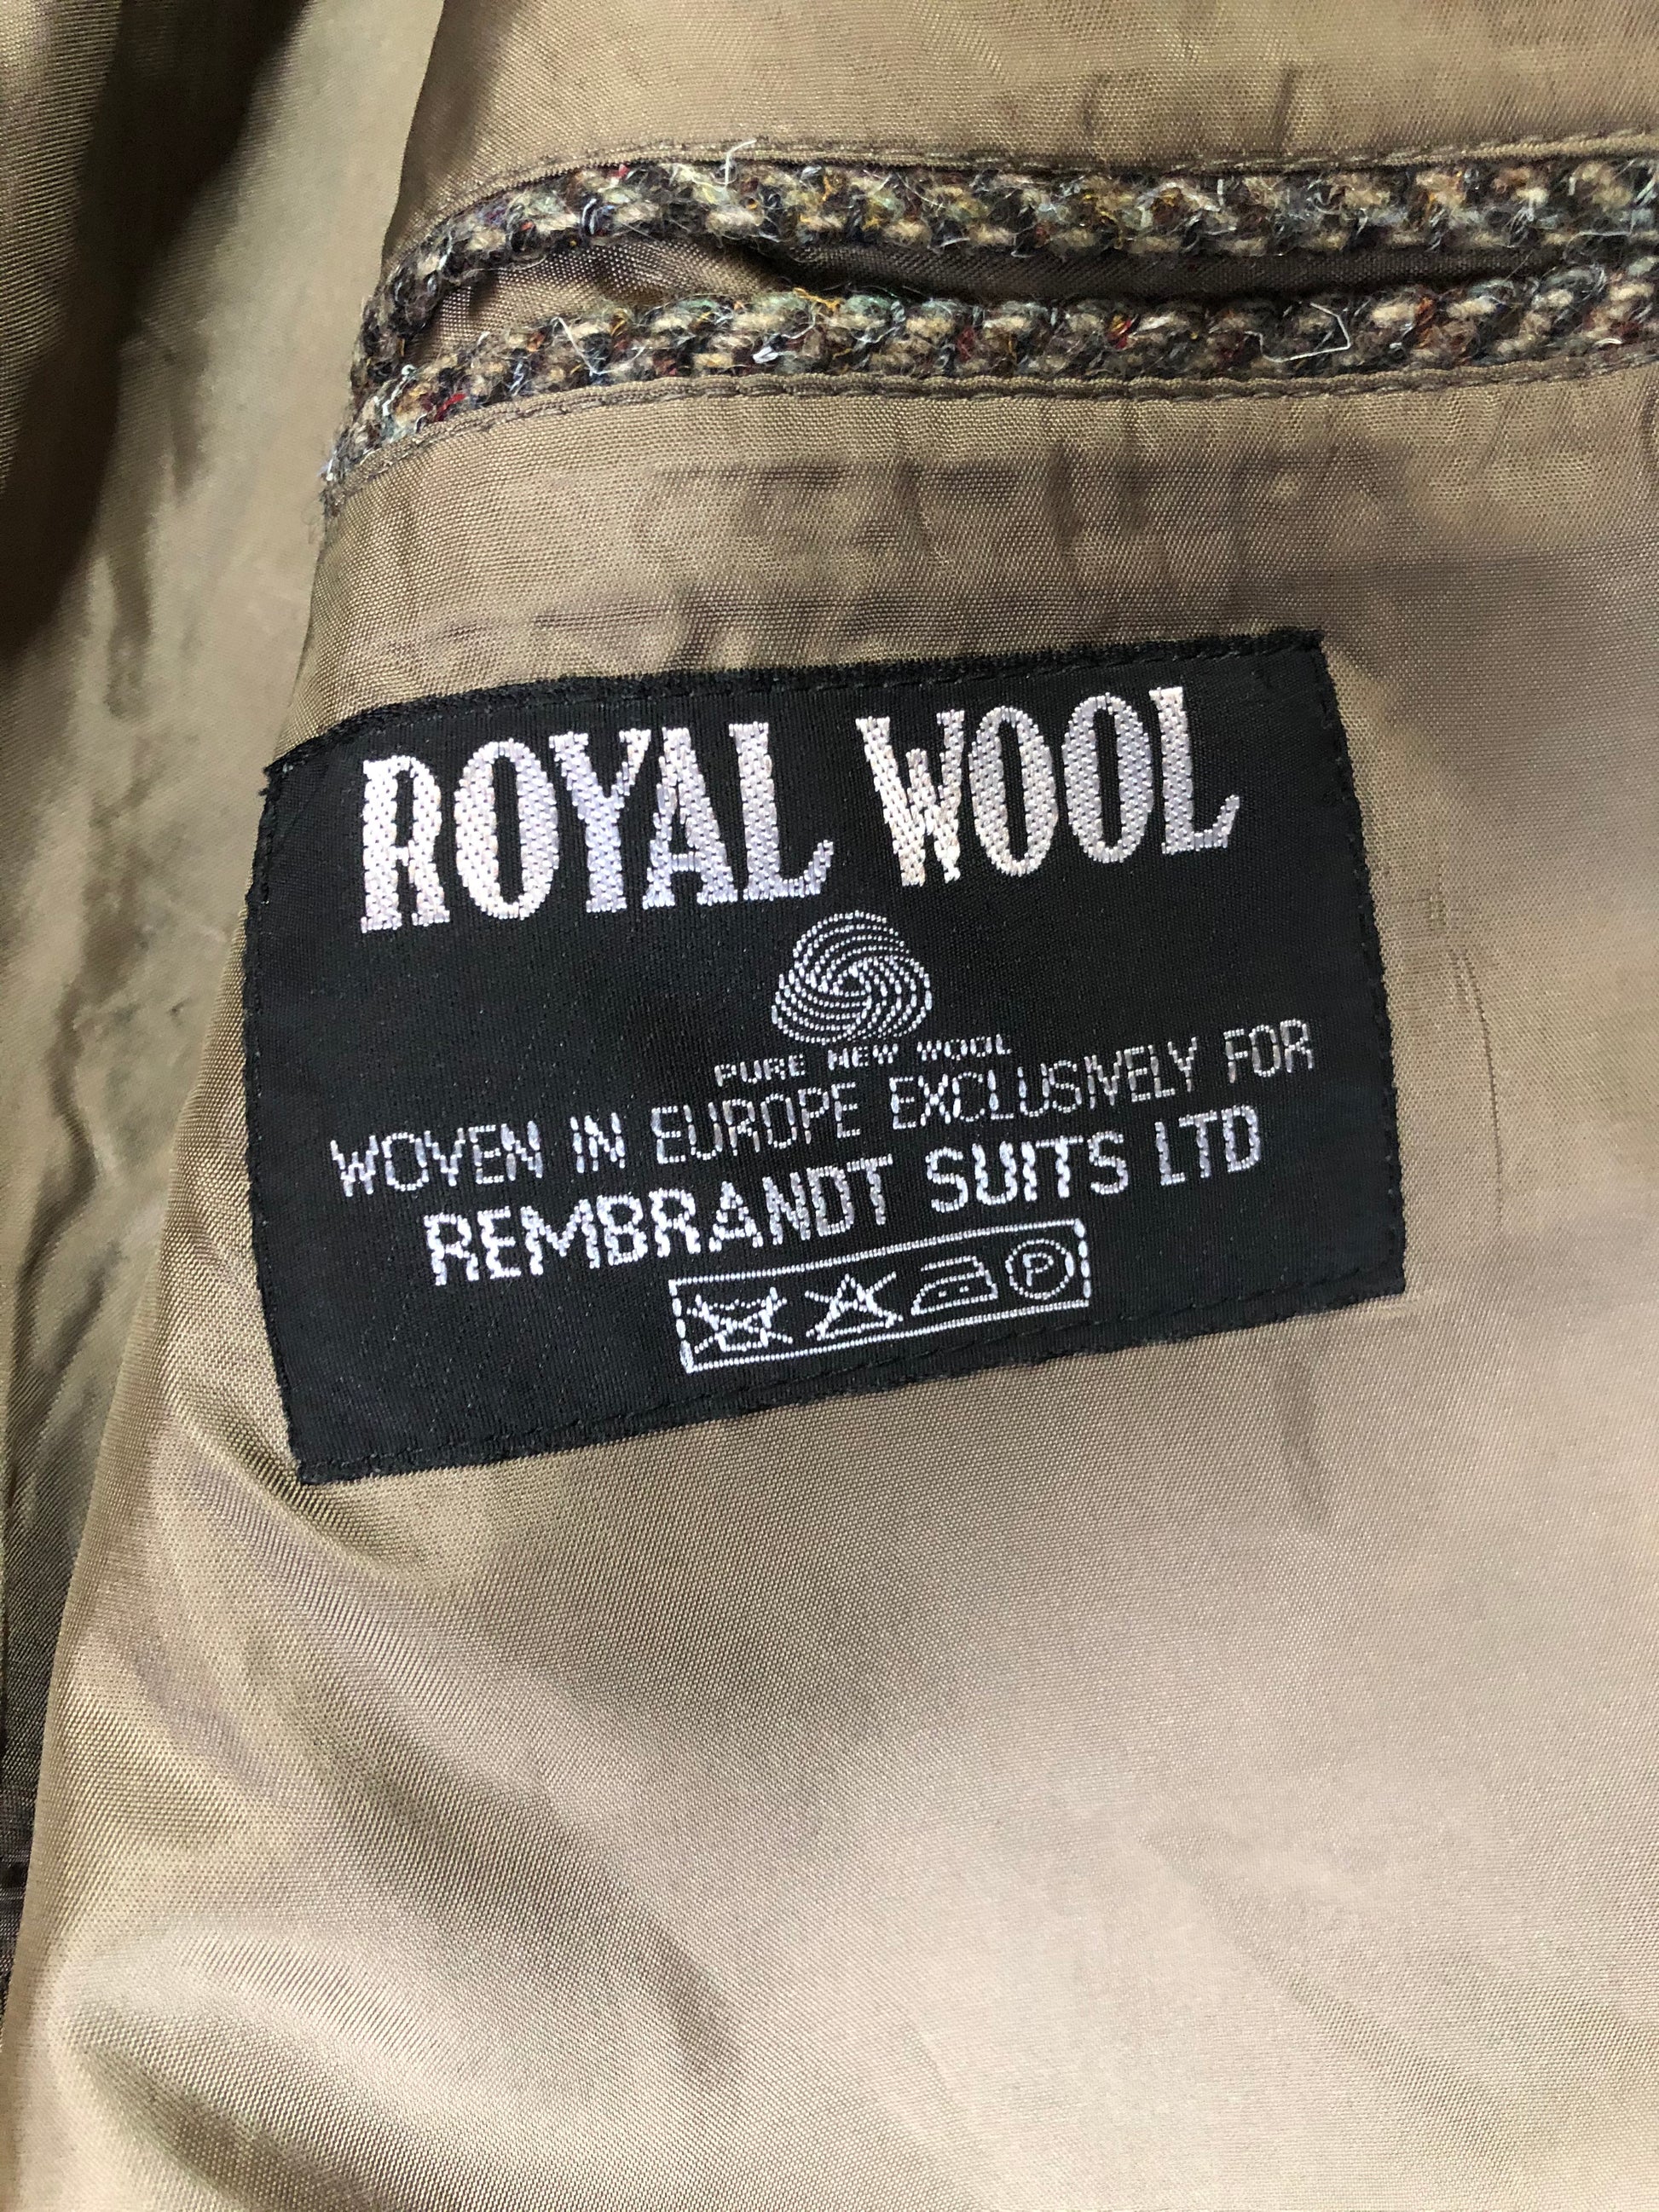 ROYAL WOOL
PURE NEW WOOL
WOVEN IN EUROPE EXCLUSIVELY FOR
REMBRANDT SUITS LTD
P